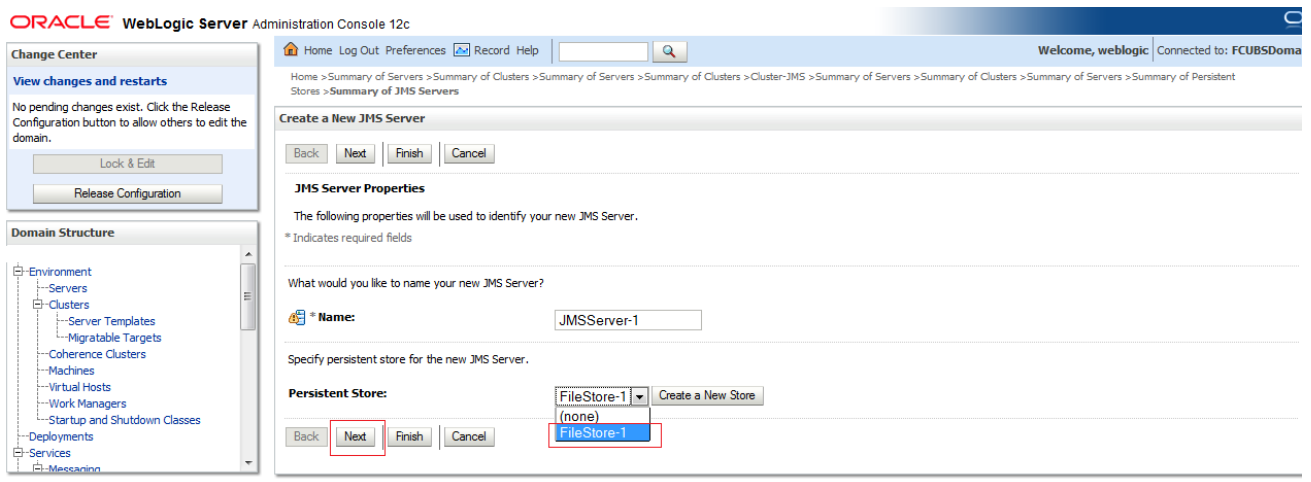 ORACLE WebLogic Server Administration Console 12c
Change Center
View changes and restarts
No pending changes exist. Click the Release
Configuration button to allow others to edit the
domain.
Lock & Edit
Release Configuration
Domain Structure
Environment
Servers
Clusters
Server Templates
Migratable Targets
Coherence Clusters
Machines
Virtual Hosts
Work Managers
Startup and Shutdown Classes
Deployments
Services
Messaging
Home Log Out Preferences Record Help
Welcome, weblogic Connected to: FCUBSDoma
Home >Summary of Servers >Summary of Clusters >Summary of Servers >Summary of Clusters >Cluster-JMS >Summary of Servers >Summary of Clusters >Summary of Servers >Summary of Persistent
Stores >Summary of JMS Servers
Create a New JMS Server
Back Next Finish Cancel
JMS Server Properties
The following properties will be used to identify your new JMS Server.
* Indicates required fields
What would you like to name your new JMS Server?
* Name: JMSServer-1
Specify persistent store for the new JMS Server.
Persistent Store: FileStore-1 Create a New Store
(none)
FileStore-1
Back Next Finish Cancel